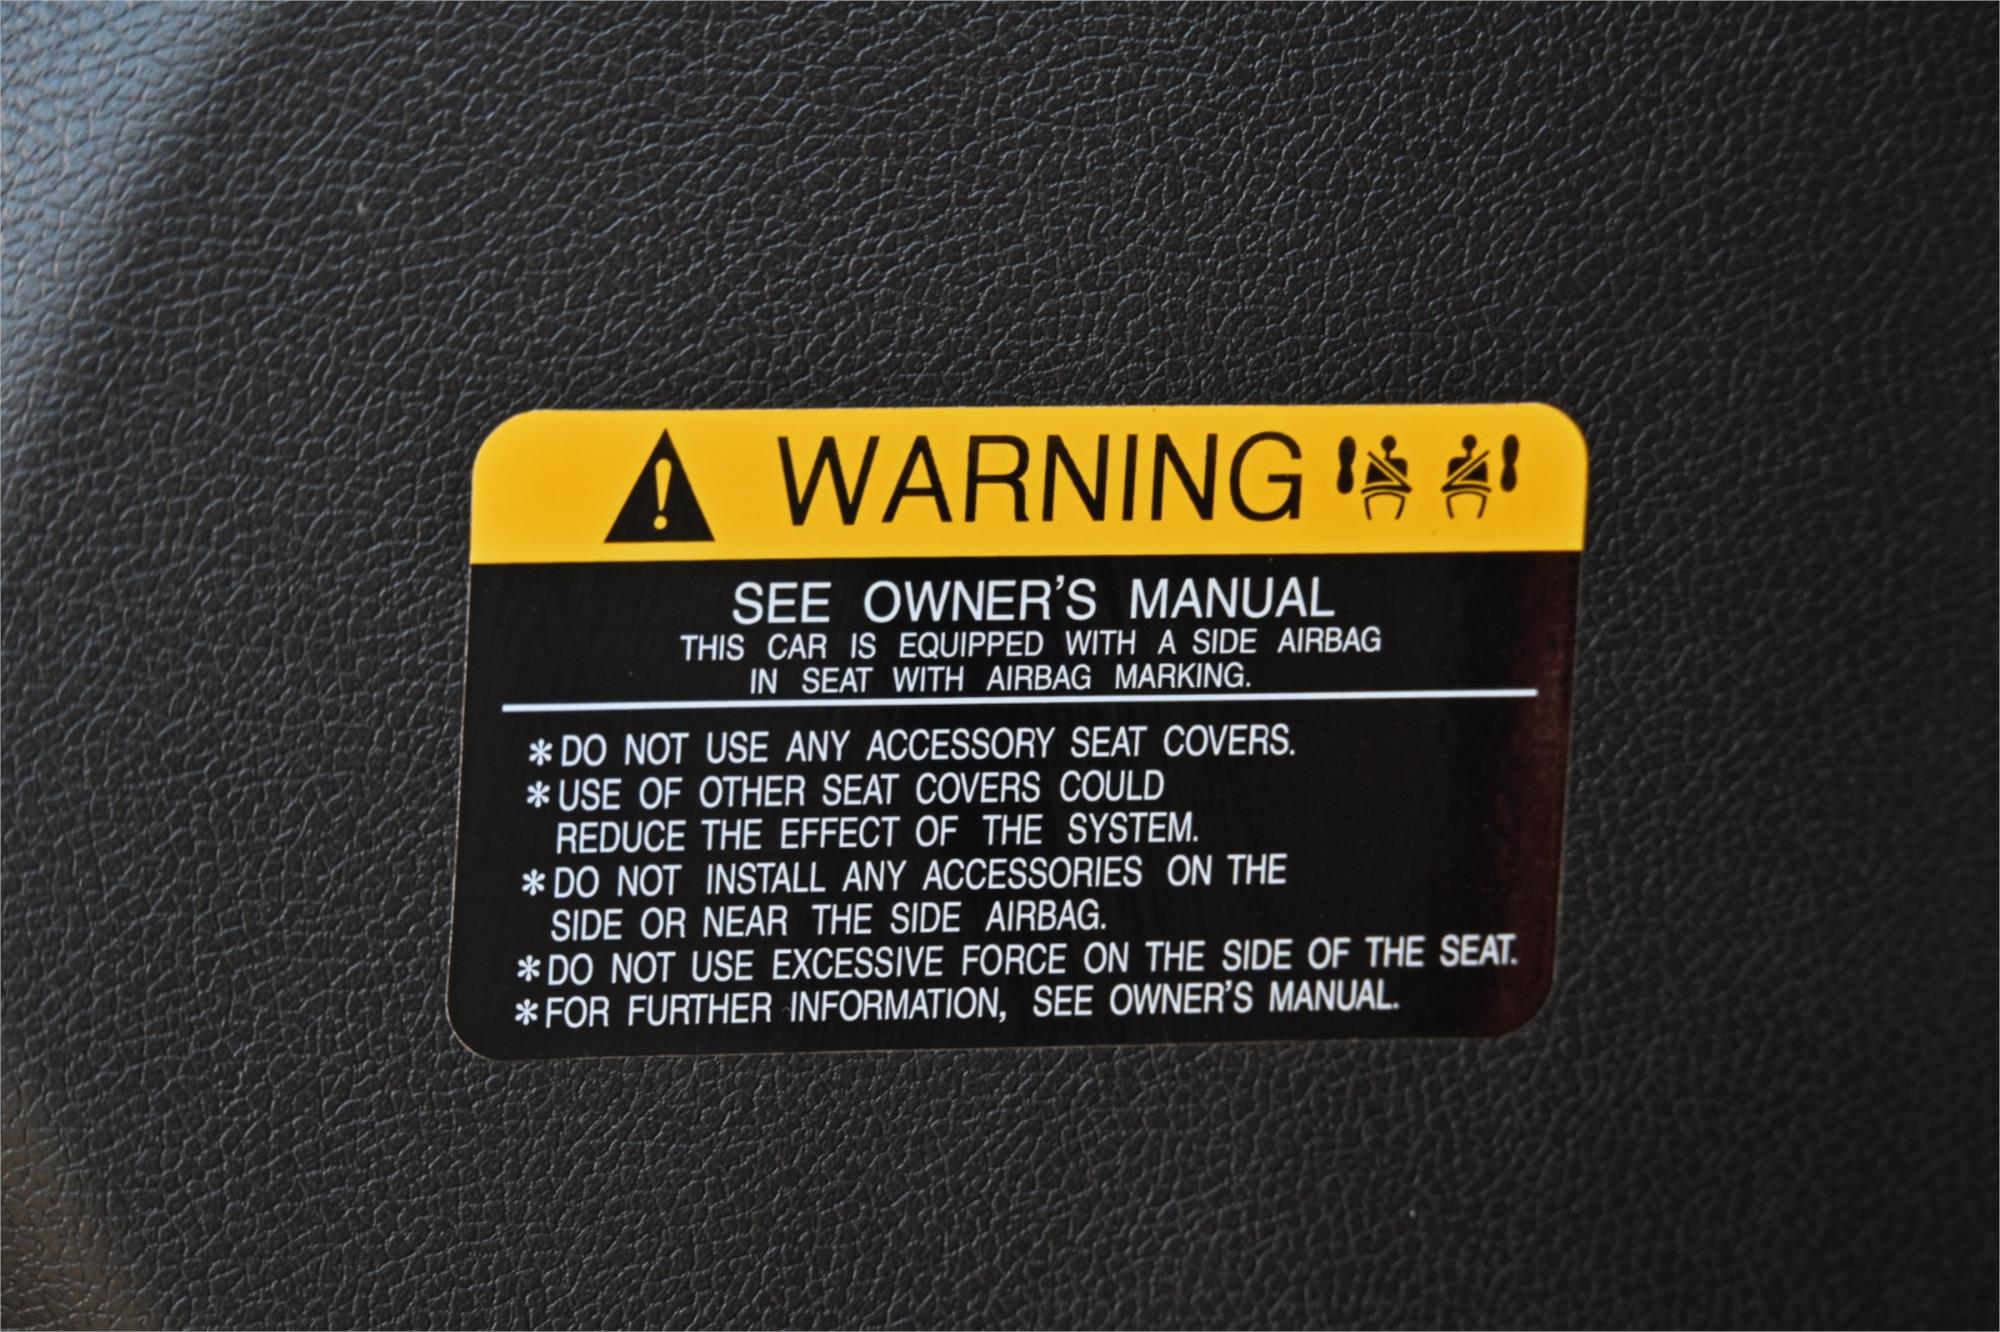 WARNING
SEE OWNER'S MANUAL
THIS CAR IS EQUIPPED WITH A SIDE AIRBAG
IN SEAT WITH AIRBAG MARKING.
*DO NOT USE ANY ACCESSORY SEAT COVERS.
*USE OF OTHER SEAT COVERS COULD
REDUCE THE EFFECT OF THE SYSTEM.
*DO NOT INSTALL ANY ACCESSORIES ON THE
SIDE OR NEAR THE SIDE AIRBAG.
*DO NOT USE EXCESSIVE FORCE ON THE SIDE OF THE SEAT.
*FOR FURTHER INFORMATION, SEE OWNER'S MANUAL.